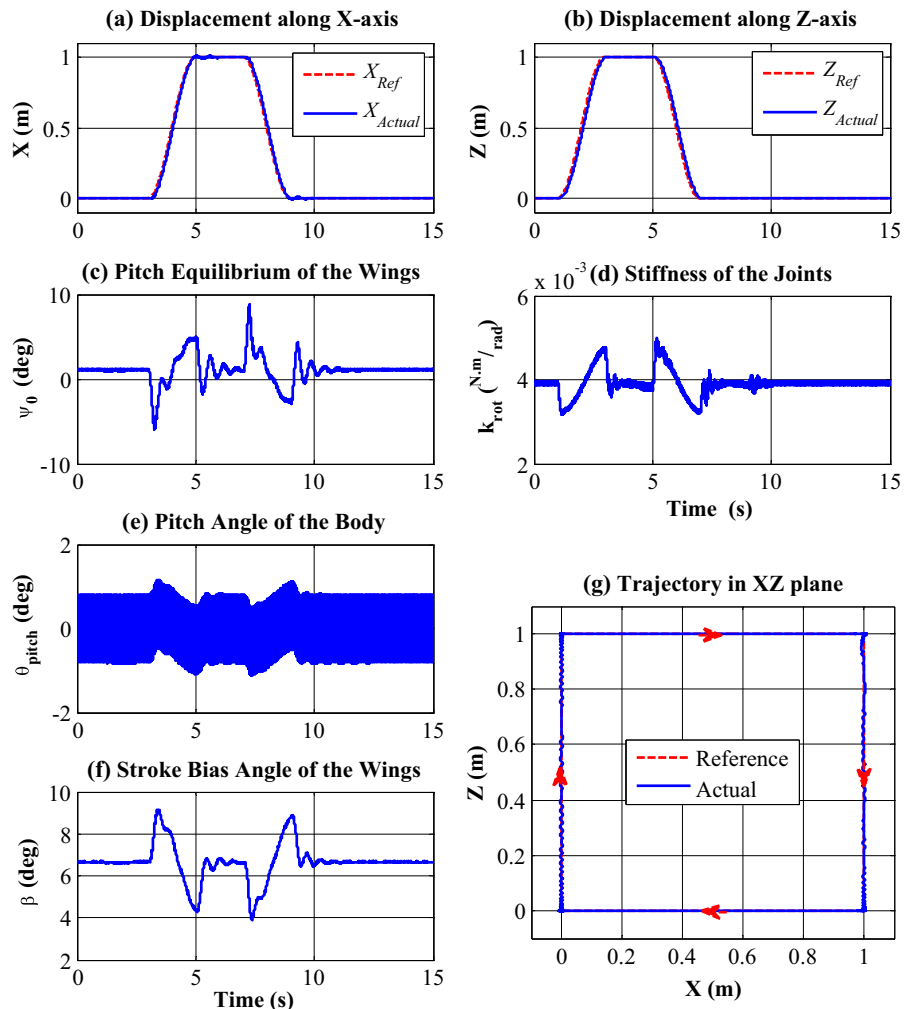 (a) Displacement along X-axis
X (m)
1
0.5
0
X_Ref
X_Actual
0 5 10 15
(b) Displacement along Z-axis
Z (m)
1
0.5
0
Z_Ref
Z_Actual
0 5 10 15
(c) Pitch Equilibrium of the Wings
ψ_0 (deg)
10
0
-10
0 5 10 15
(d) Stiffness of the Joints
x 10^-3
k_rot (N.m/rad)
6
4
2
0 5 10 15
Time (s)
(e) Pitch Angle of the Body
θ_pitch (deg)
2
0
-2
0 5 10 15
(f) Stroke Bias Angle of the Wings
β (deg)
10
8
6
4
2
0 5 10 15
Time (s)
(g) Trajectory in XZ plane
Z (m)
1
0.8
0.6
0.4
0.2
0
Reference
Actual
0 0.2 0.4 0.6 0.8 1
X (m)